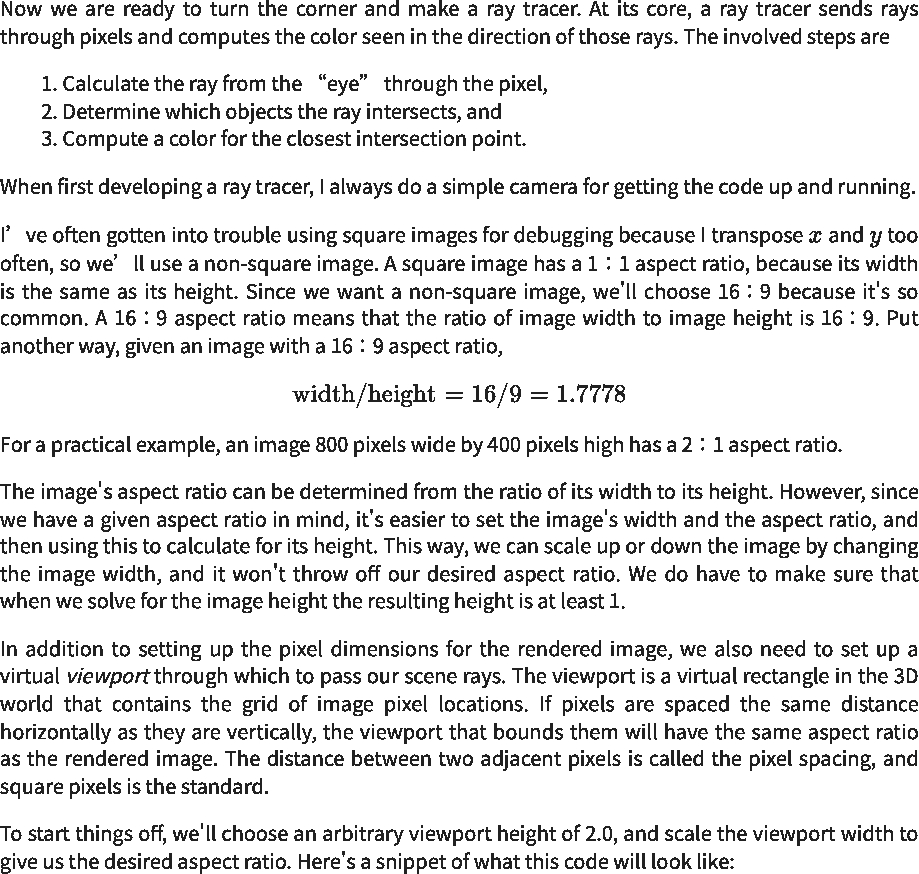 Now we are ready to turn the corner and make a ray tracer. At its core, a ray tracer sends rays
through pixels and computes the color seen in the direction of those rays. The involved steps are
1. Calculate the ray from the “eye” through the pixel,
2. Determine which objects the ray intersects, and
3. Compute a color for the closest intersection point.
When first developing a ray tracer, I always do a simple camera for getting the code up and running.
I’ve often gotten into trouble using square images for debugging because I transpose x and y too
often, so we’ll use a non-square image. A square image has a 1∶1 aspect ratio, because its width
is the same as its height. Since we want a non-square image, we'll choose 16∶9 because it's so
common. A 16∶9 aspect ratio means that the ratio of image width to image height is 16∶9. Put
another way, given an image with a 16∶9 aspect ratio,
width/height = 16/9 = 1.7778
For a practical example, an image 800 pixels wide by 400 pixels high has a 2∶1 aspect ratio.
The image's aspect ratio can be determined from the ratio of its width to its height. However, since
we have a given aspect ratio in mind, it's easier to set the image's width and the aspect ratio, and
then using this to calculate for its height. This way, we can scale up or down the image by changing
the image width, and it won't throw off our desired aspect ratio. We do have to make sure that
when we solve for the image height the resulting height is at least 1.
In addition to setting up the pixel dimensions for the rendered image, we also need to set up a
virtual viewport through which to pass our scene rays. The viewport is a virtual rectangle in the 3D
world that contains the grid of image pixel locations. If pixels are spaced the same distance
horizontally as they are vertically, the viewport that bounds them will have the same aspect ratio
as the rendered image. The distance between two adjacent pixels is called the pixel spacing, and
square pixels is the standard.
To start things off, we'll choose an arbitrary viewport height of 2.0, and scale the viewport width to
give us the desired aspect ratio. Here's a snippet of what this code will look like: